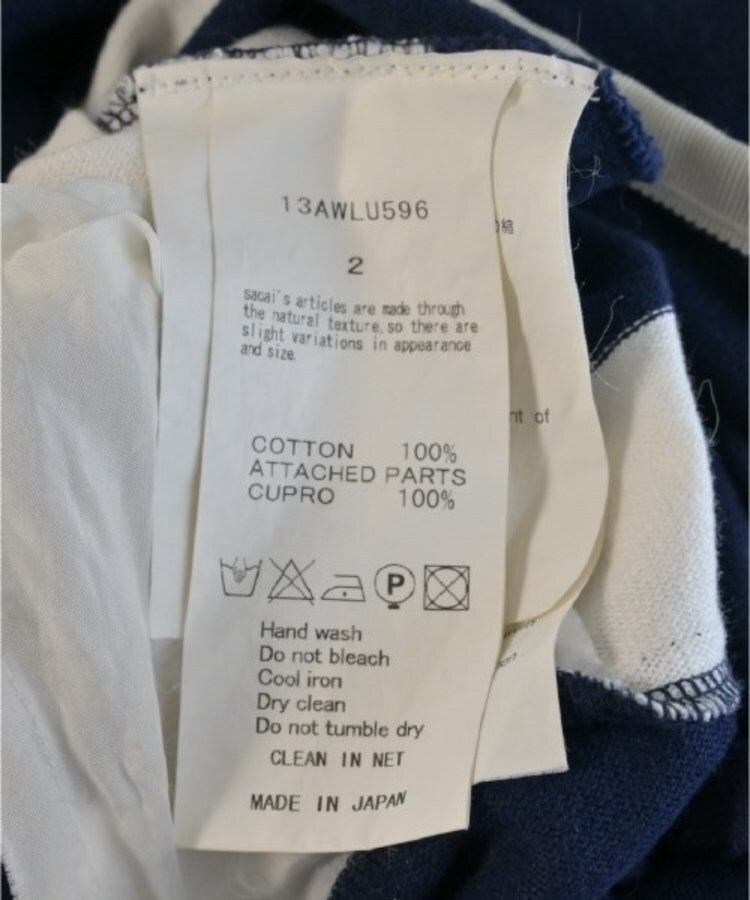 13AWLU596
2
sacai's articles are made through
the natural texture, so there are
slight variations in appearance
and size.
COTTON 100%
ATTACHED PARTS
CUPRO 100%
P
Hand wash
Do not bleach
Cool iron
Dry clean
Do not tumble dry
CLEAN IN NET
MADE IN JAPAN
縮
of